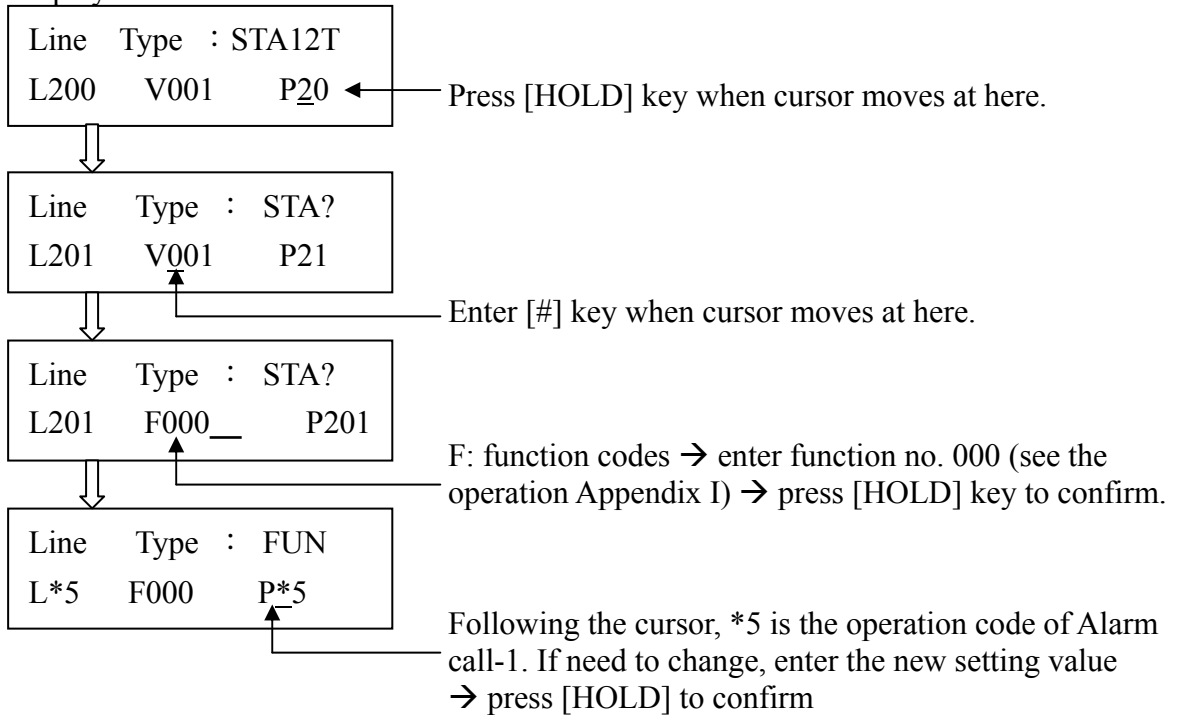 Line Type : STA12T
L200 V001 P20
Press [HOLD] key when cursor moves at here.
Line Type : STA?
L201 V001 P21
Enter [#] key when cursor moves at here.
Line Type : STA?
L201 F000__ P201
F: function codes → enter function no. 000 (see the
operation Appendix I) → press [HOLD] key to confirm.
Line Type : FUN
L*5 F000 P*5
Following the cursor, *5 is the operation code of Alarm
call-1. If need to change, enter the new setting value
→ press [HOLD] to confirm